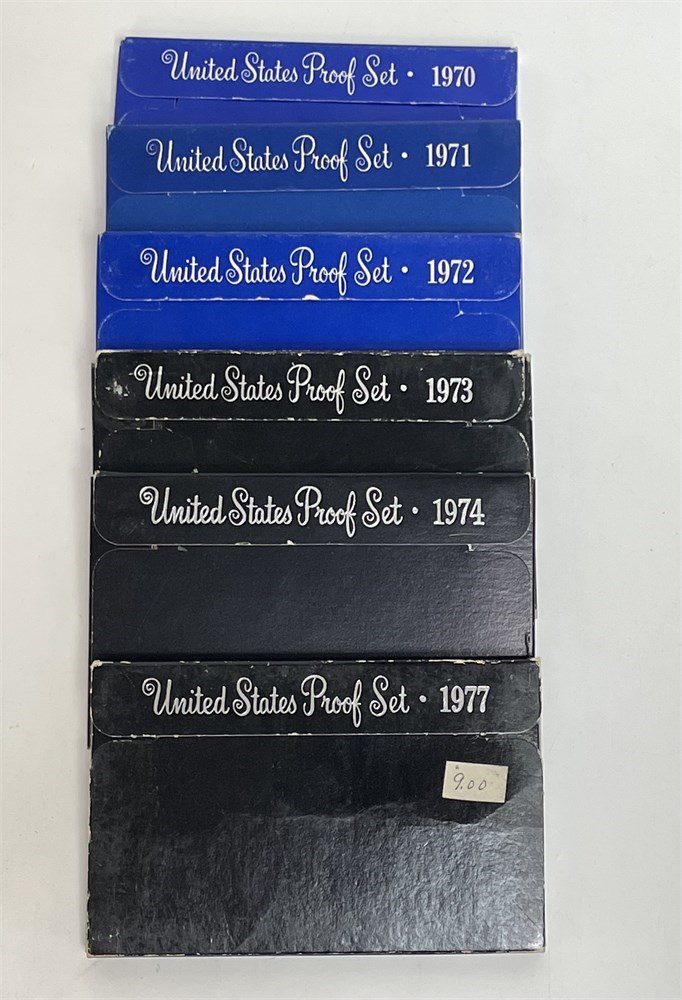 United States Proof Set • 1970
United States Proof Set • 1971
United States Proof Set • 1972
United States Proof Set • 1973
United States Proof Set • 1974
United States Proof Set • 1977
9.00